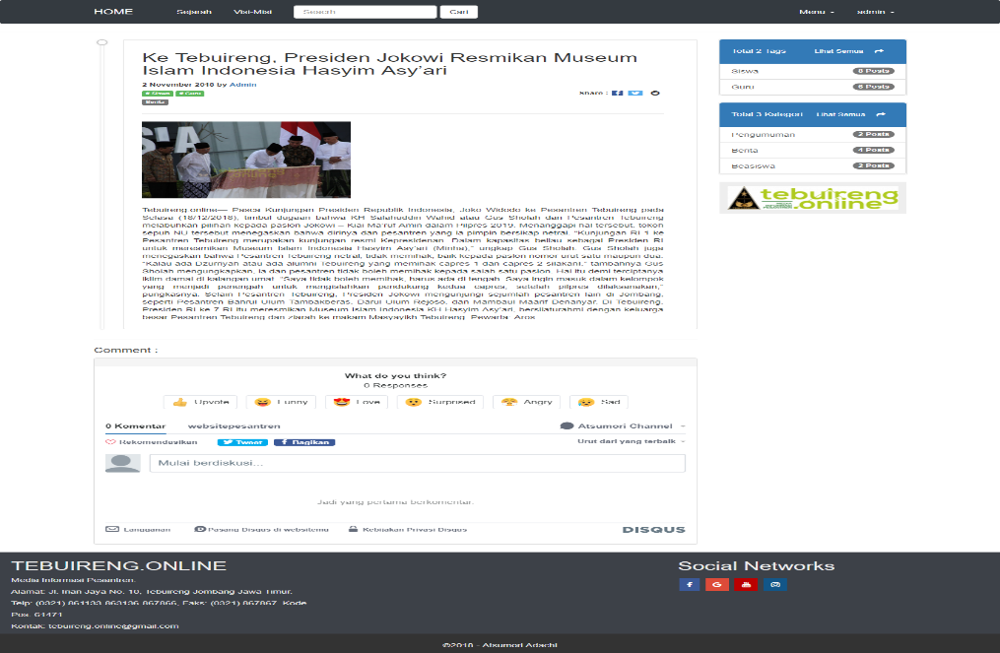 HOME Sejarah Visi-Misi Search Cari Menu admin
Ke Tebuireng, Presiden Jokowi Resmikan Museum
Islam Indonesia Hasyim Asy'ari
2 November 2018 by Admin
# Siswa # Guru
Share :
Berita
Tebuireng.online— Pasca Kunjungan Presiden Republik Indonesia, Joko Widodo ke Pesantren Tebuireng pada
Selasa (18/12/2018), timbul dugaan bahwa KH Salahuddin Wahid atau Gus Sholah dan Pesantren Tebuireng
melabuhkan pilihan kepada paslon Jokowi – Kiai Ma'ruf Amin dalam Pilpres 2019. Menanggapi hal tersebut, tokoh
sepuh NU tersebut menegaskan bahwa dirinya dan pesantren yang ia pimpin bersikap netral. "Kunjungan RI 1 ke
Pesantren Tebuireng merupakan kunjungan resmi Kepresidenan. Dalam kapasitas beliau sebagai Presiden RI
untuk meresmikan Museum Islam Indonesia Hasyim Asy'ari (Minha)," ungkap Gus Sholah. Gus Sholah juga
menegaskan bahwa Pesantren Tebuireng netral, tidak memihak, baik kepada paslon nomor urut satu maupun dua.
"Kalau ada Dzurriyah atau ada alumni Tebuireng yang memihak capres 1 dan capres 2 silakan," tambahnya Gus
Sholah mengungkapkan, ia dan pesantren tidak boleh memihak kepada salah satu paslon. Hal itu demi terciptanya
iklim damai di kalangan umat. "Saya tidak boleh memihak, harus ada di tengah. Saya ingin masuk dalam kelompok
yang menjadi penengah untuk mengislahkan pendukung kedua capres, setelah pilpres dilaksanakan,"
pungkasnya. Selain Pesantren Tebuireng, Presiden Jokowi mengunjungi sejumlah pesantren lain di Jombang,
seperti Pesantren Bahrul Ulum Tambakberas, Darul Ulum Rejoso, dan Mambaul Maarif Denanyar. Di Tebuireng,
Presiden RI ke 7 RI itu meresmikan Museum Islam Indonesia KH Hasyim Asy'ari, bersilaturahmi dengan keluarga
besar Pesantren Tebuireng dan ziarah ke makam Masyayikh Tebuireng. Pewarta: Aros
Total 2 Tags Lihat Semua
Siswa 8 Posts
Guru 6 Posts
Total 3 Kategori Lihat Semua
Pengumuman 2 Posts
Berita 4 Posts
Beasiswa 2 Posts
tebuireng
.online
Comment :
What do you think?
0 Responses
Upvote Funny Love Surprised Angry Sad
0 Komentar websitepesantren Atsumori Channel
Rekomendasikan Tweet Bagikan Urut dari yang terbaik
Mulai berdiskusi...
Jadi yang pertama berkomentar.
Langganan Pasang Disqus di websitemu Kebijakan Privasi Disqus DISQUS
TEBUIRENG.ONLINE
Media Informasi Pesantren.
Alamat: Jl. Irian Jaya No. 10, Tebuireng Jombang Jawa Timur.
Telp: (0321) 861133-863136-867866, Faks: (0321) 867867. Kode
Pos: 61471
Kontak: tebuireng.online@gmail.com
Social Networks
©2018 - Atsumori Adachi